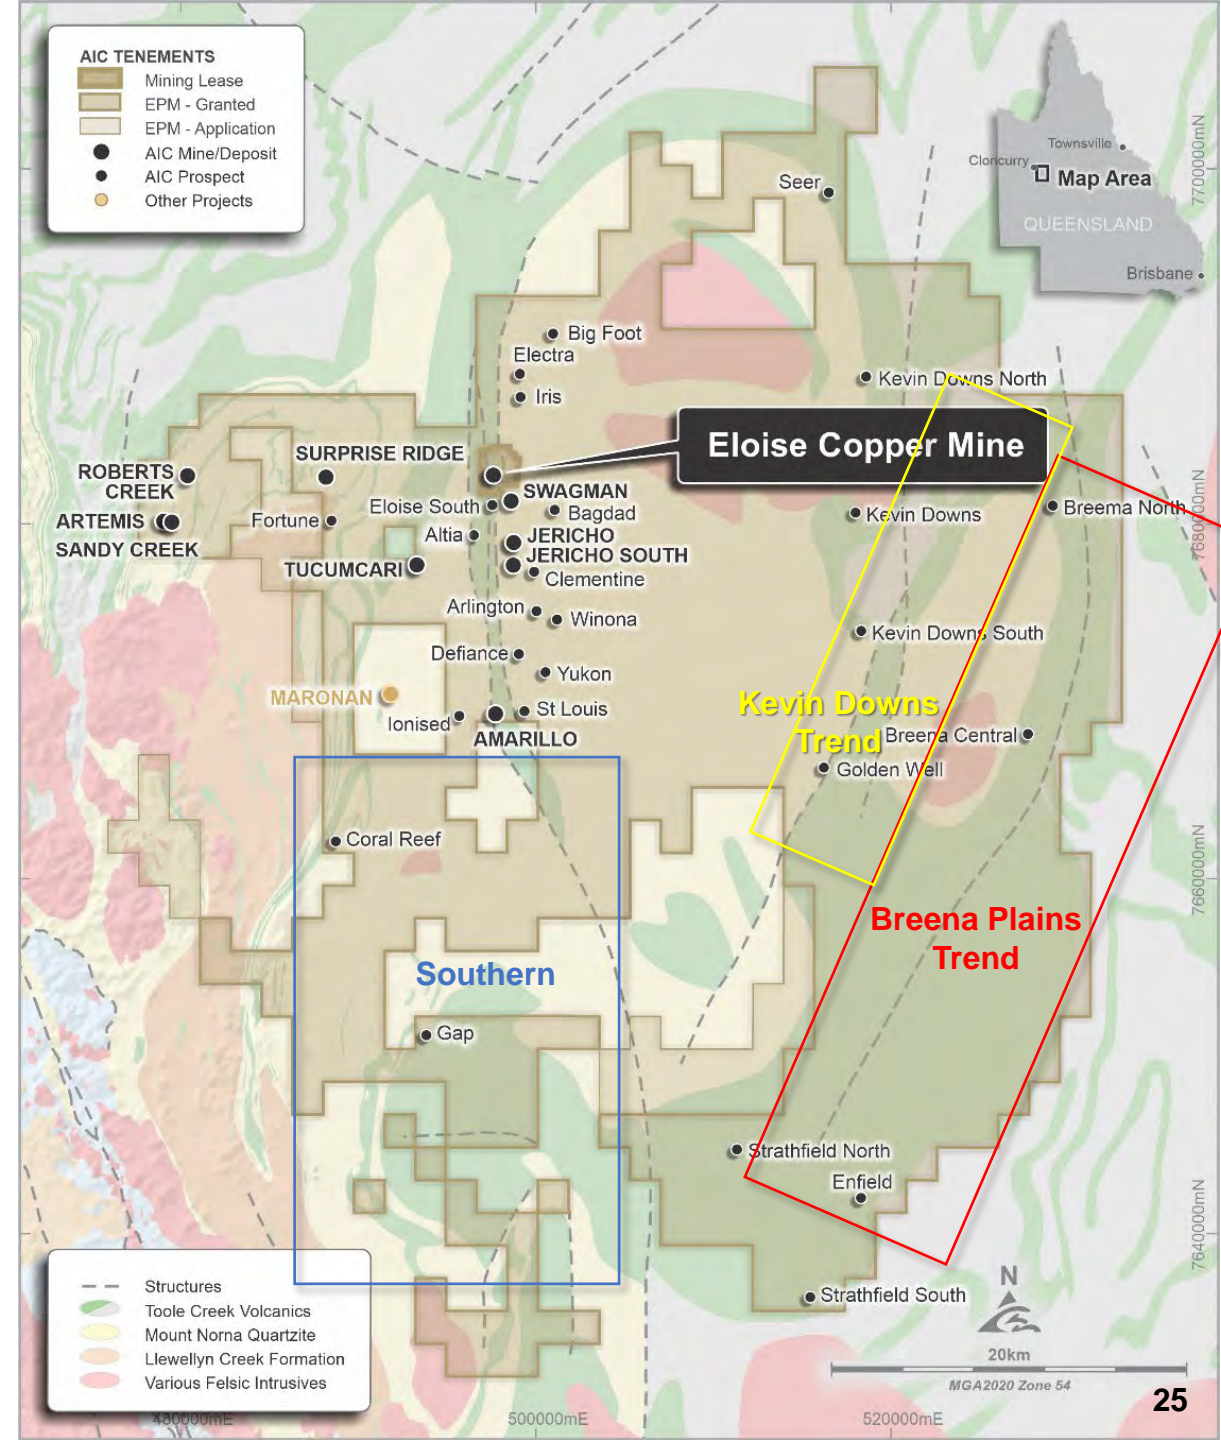 AIC TENEMENTS
Mining Lease
EPM - Granted
EPM - Application
AIC Mine/Deposit
AIC Prospect
Other Projects
Townsville
Cloncurry
Map Area
QUEENSLAND
Brisbane
7700000mN
Seer
Big Foot
Electra
Iris
Kevin Downs North
Eloise Copper Mine
SURPRISE RIDGE
ROBERTS
CREEK
ARTEMIS
SANDY CREEK
Fortune
Eloise South
SWAGMAN
Bagdad
Altia
JERICHO
JERICHO SOUTH
TUCUMCARI
Clementine
Kevin Downs
Breema North
7680000mN
Arlington
Winona
Kevin Downs South
Defiance
Yukon
MARONAN
Ionised
St Louis
AMARILLO
Kevin Downs
Trend
Breena Central
Golden Well
Coral Reef
7660000mN
Breena Plains
Trend
Southern
Gap
Strathfield North
Enfield
7640000mN
Strathfield South
Structures
Toole Creek Volcanics
Mount Norna Quartzite
Llewellyn Creek Formation
Various Felsic Intrusives
N
20km
MGA2020 Zone 54
25
480000mE
500000mE
520000mE